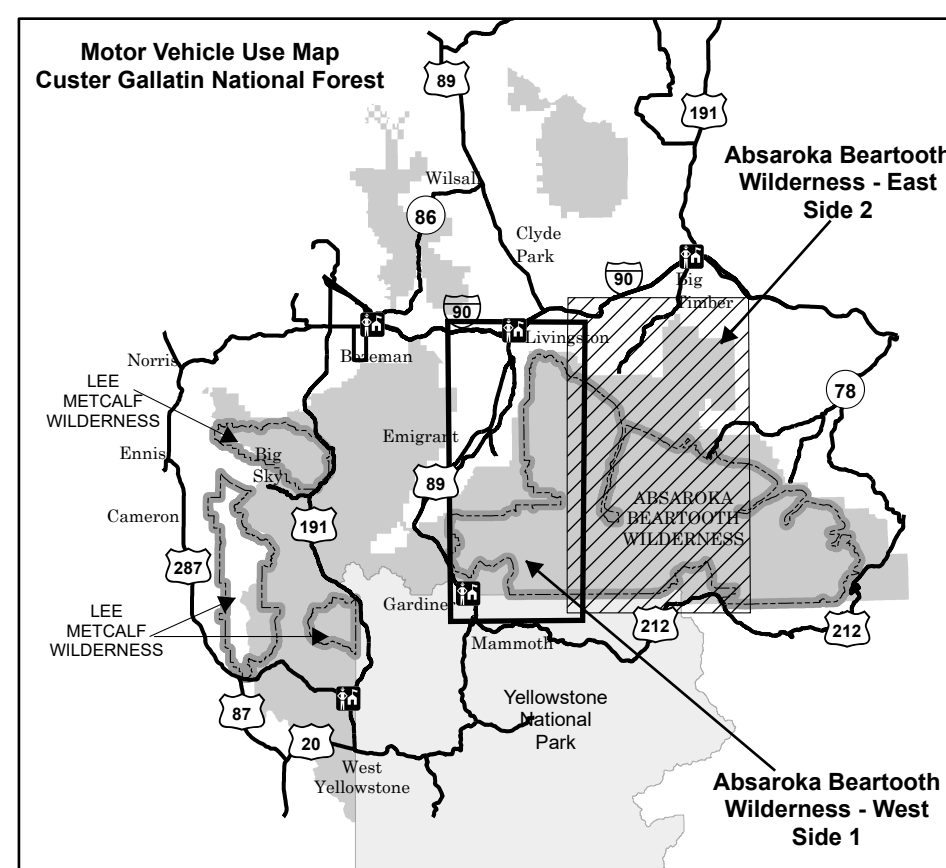 Motor Vehicle Use Map
Custer Gallatin National Forest
89
191
Absaroka Beartooth
Wilderness - East
Side 2
Wilsal
86
Clyde
Park
90
90
Big
Timber
Livingston
Bozeman
Norris
LEE
METCALF
WILDERNESS
78
Ennis
Big
Sky
Emigrant
89
ABSAROKA
BEARTOOTH
WILDERNESS
Cameron
191
287
Gardine
LEE
METCALF
WILDERNESS
212
212
Mammoth
Yellowstone
National
Park
87
20
West
Yellowstone
Absaroka Beartooth
Wilderness - West
Side 1